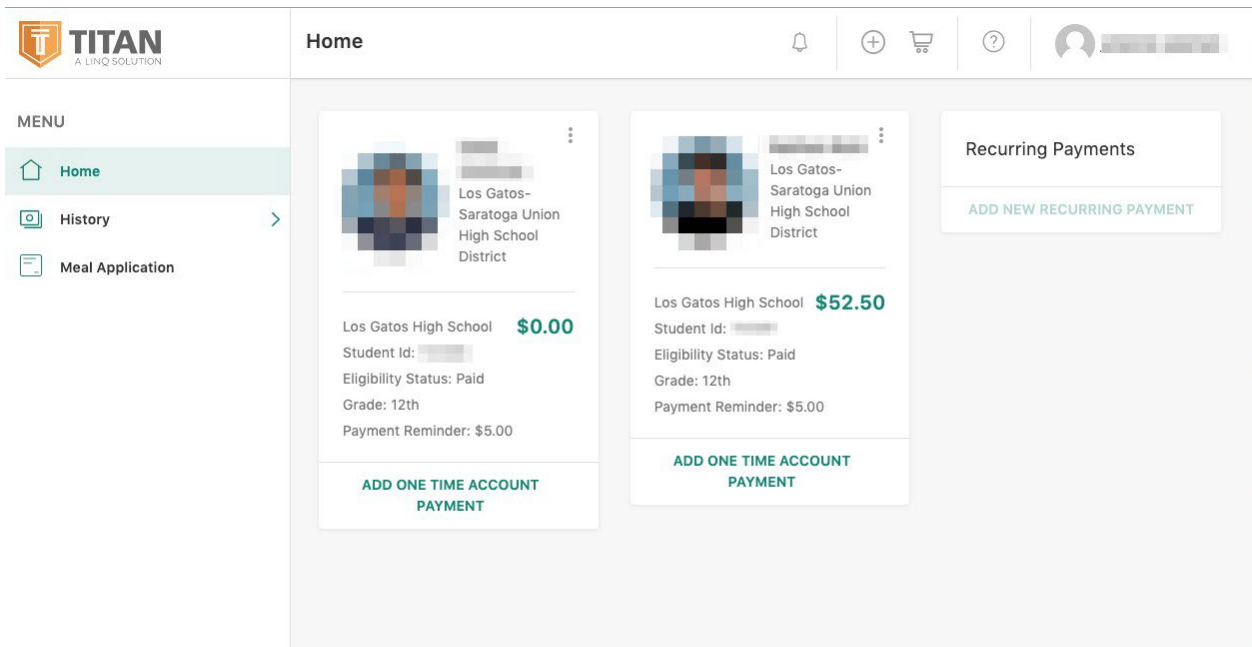 TITAN
A LINQ SOLUTION
Home
MENU
Home
History
Meal Application
Los Gatos-
Saratoga Union
High School
District
Los Gatos High School $0.00
Student Id:
Eligibility Status: Paid
Grade: 12th
Payment Reminder: $5.00
ADD ONE TIME ACCOUNT
PAYMENT
Los Gatos-
Saratoga Union
High School
District
Los Gatos High School $52.50
Student Id:
Eligibility Status: Paid
Grade: 12th
Payment Reminder: $5.00
ADD ONE TIME ACCOUNT
PAYMENT
Recurring Payments
ADD NEW RECURRING PAYMENT